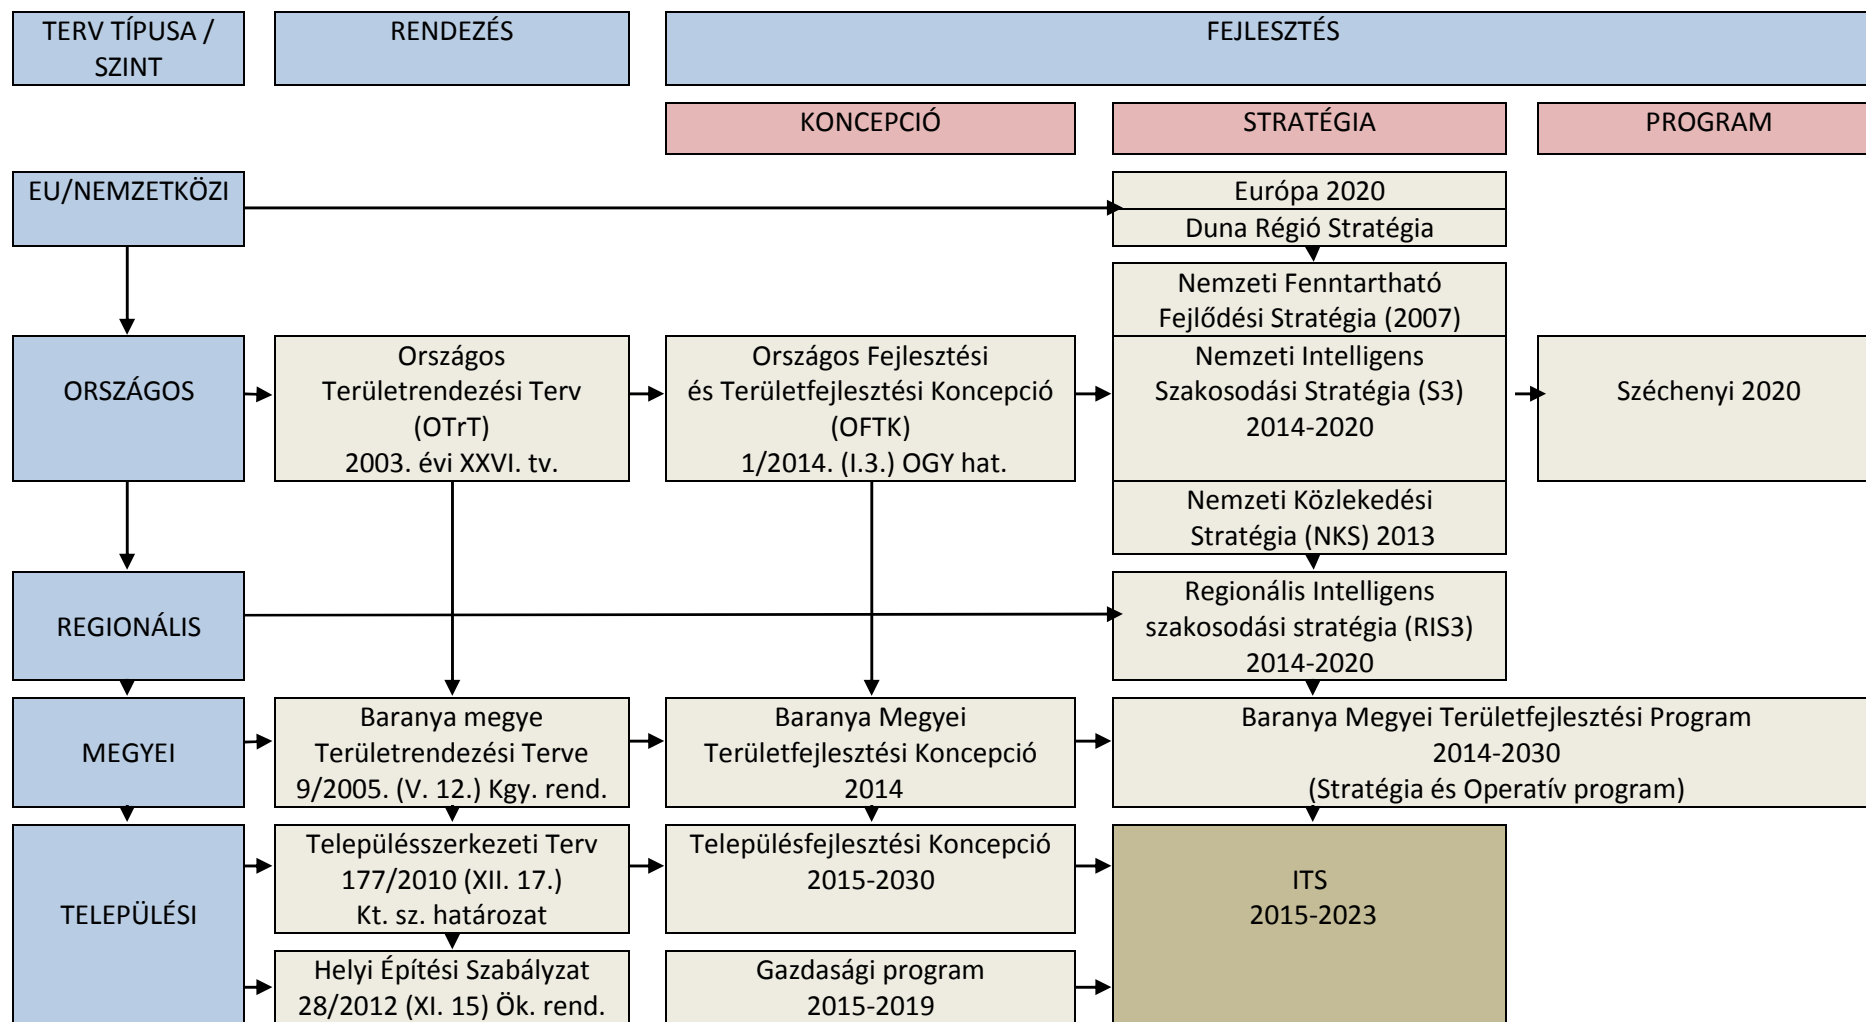 TERV TÍPUSA /
SZINT
RENDEZÉS
FEJLESZTÉS
KONCEPCIÓ
STRATÉGIA
PROGRAM
EU/NEMZETKÖZI
Európa 2020
Duna Régió Stratégia
Nemzeti Fenntartható
Fejlődési Stratégia (2007)
ORSZÁGOS
Országos
Területrendezési Terv
(OTrT)
2003. évi XXVI. tv.
Országos Fejlesztési
és Területfejlesztési Koncepció
(OFTK)
1/2014. (I.3.) OGY hat.
Nemzeti Intelligens
Szakosodási Stratégia (S3)
2014-2020
Széchenyi 2020
Nemzeti Közlekedési
Stratégia (NKS) 2013
REGIONÁLIS
Regionális Intelligens
szakosodási stratégia (RIS3)
2014-2020
MEGYEI
Baranya megye
Területrendezési Terve
9/2005. (V. 12.) Kgy. rend.
Baranya Megyei
Területfejlesztési Koncepció
2014
Baranya Megyei Területfejlesztési Program
2014-2030
(Stratégia és Operatív program)
TELEPÜLÉSI
Településszerkezeti Terv
177/2010 (XII. 17.)
Kt. sz. határozat
Településfejlesztési Koncepció
2015-2030
ITS
2015-2023
Helyi Építési Szabályzat
28/2012 (XI. 15) Ök. rend.
Gazdasági program
2015-2019